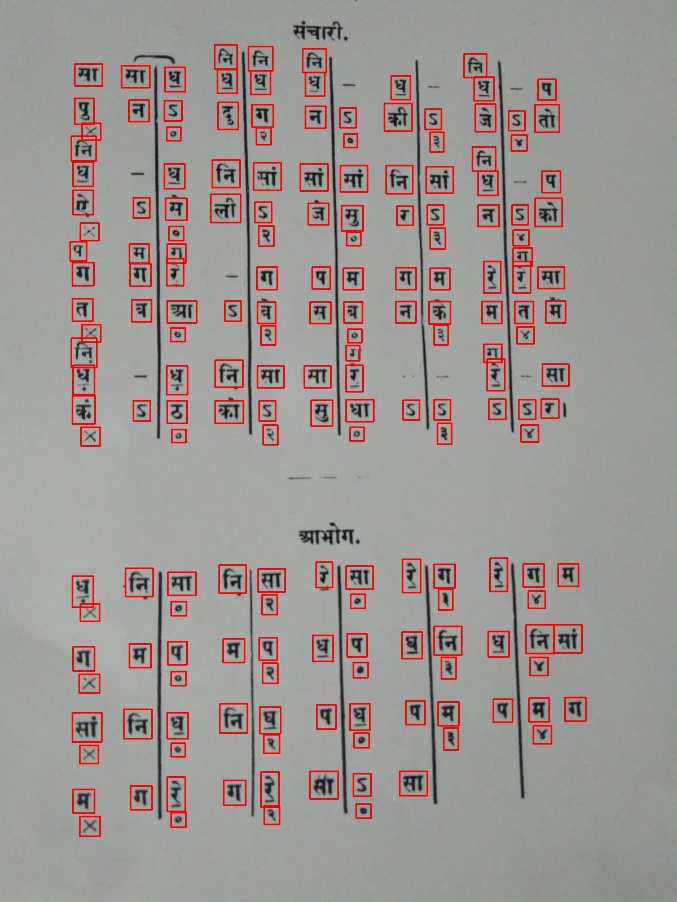 संचारी.
नि नि नि नि
सा सा ध॒ ध॒ ध॒ ध॒ – ध॒ – ध॒ – प
पु न ऽ दु ग न ऽ की ऽ जे ऽ तो
× ० २ ० ३ ४
नि नि
ध॒ – ध॒ नि सां सां सां नि सां ध॒ – प
ऐ ऽ से ली ऽ जे मु र ऽ न ऽ को
× ० २ ० ३ ४
प म ग॒ ग॒
ग ग रे॒ – ग प म ग म रे॒ रे॒ सा
त ब आ ऽ वे स ब न के म त में
× ० २ ० ३ ४
नि़ ग॒ ग॒
ध़॒ – ध़॒ नि़ सा सा रे॒ – – रे॒ – सा
कं ऽ ठ को ऽ सु धा ऽ ऽ ऽ ऽ र।
× ० २ ० ३ ४
आभोग.
ध़॒ नि़ सा नि़ सा रे॒ सा रे॒ ग रे॒ ग म
× ० २ ० ३ ४
ग म प म प ध॒ प ध॒ नि ध॒ नि सां
× ० २ ० ३ ४
सां नि ध॒ नि ध॒ प ध॒ प म प म ग
× ० २ ० ३ ४
म ग रे॒ ग रे॒ सा ऽ सा
× ० २ ०